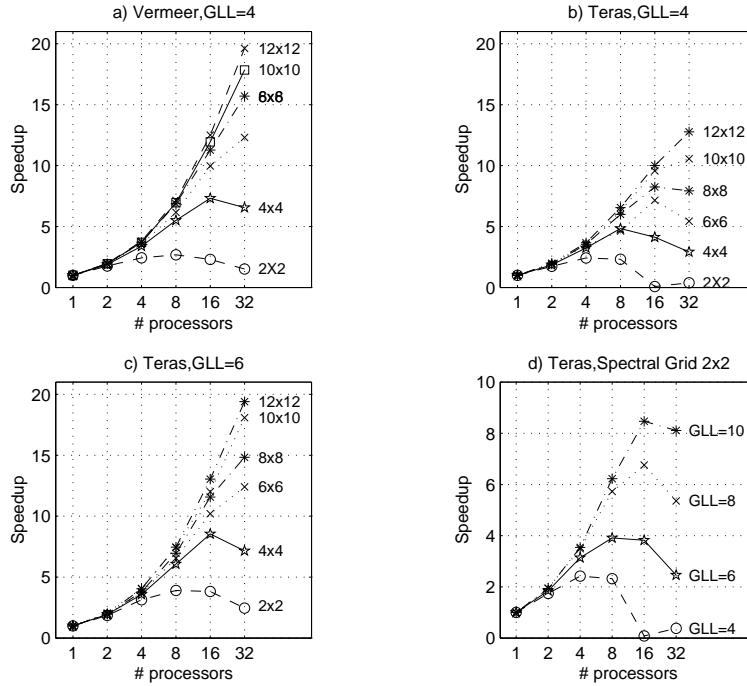 a) Vermeer,GLL=4
20
15
10
5
0
Speedup
12x12
10x10
6x6
4x4
2X2
1 2 4 8 16 32
# processors
b) Teras,GLL=4
20
15
10
5
0
Speedup
12x12
10x10
8x8
6x6
4x4
2X2
1 2 4 8 16 32
# processors
c) Teras,GLL=6
20
15
10
5
0
Speedup
12x12
10x10
8x8
6x6
4x4
2x2
1 2 4 8 16 32
# processors
d) Teras,Spectral Grid 2x2
10
8
6
4
2
0
Speedup
GLL=10
GLL=8
GLL=6
GLL=4
1 2 4 8 16 32
# processors